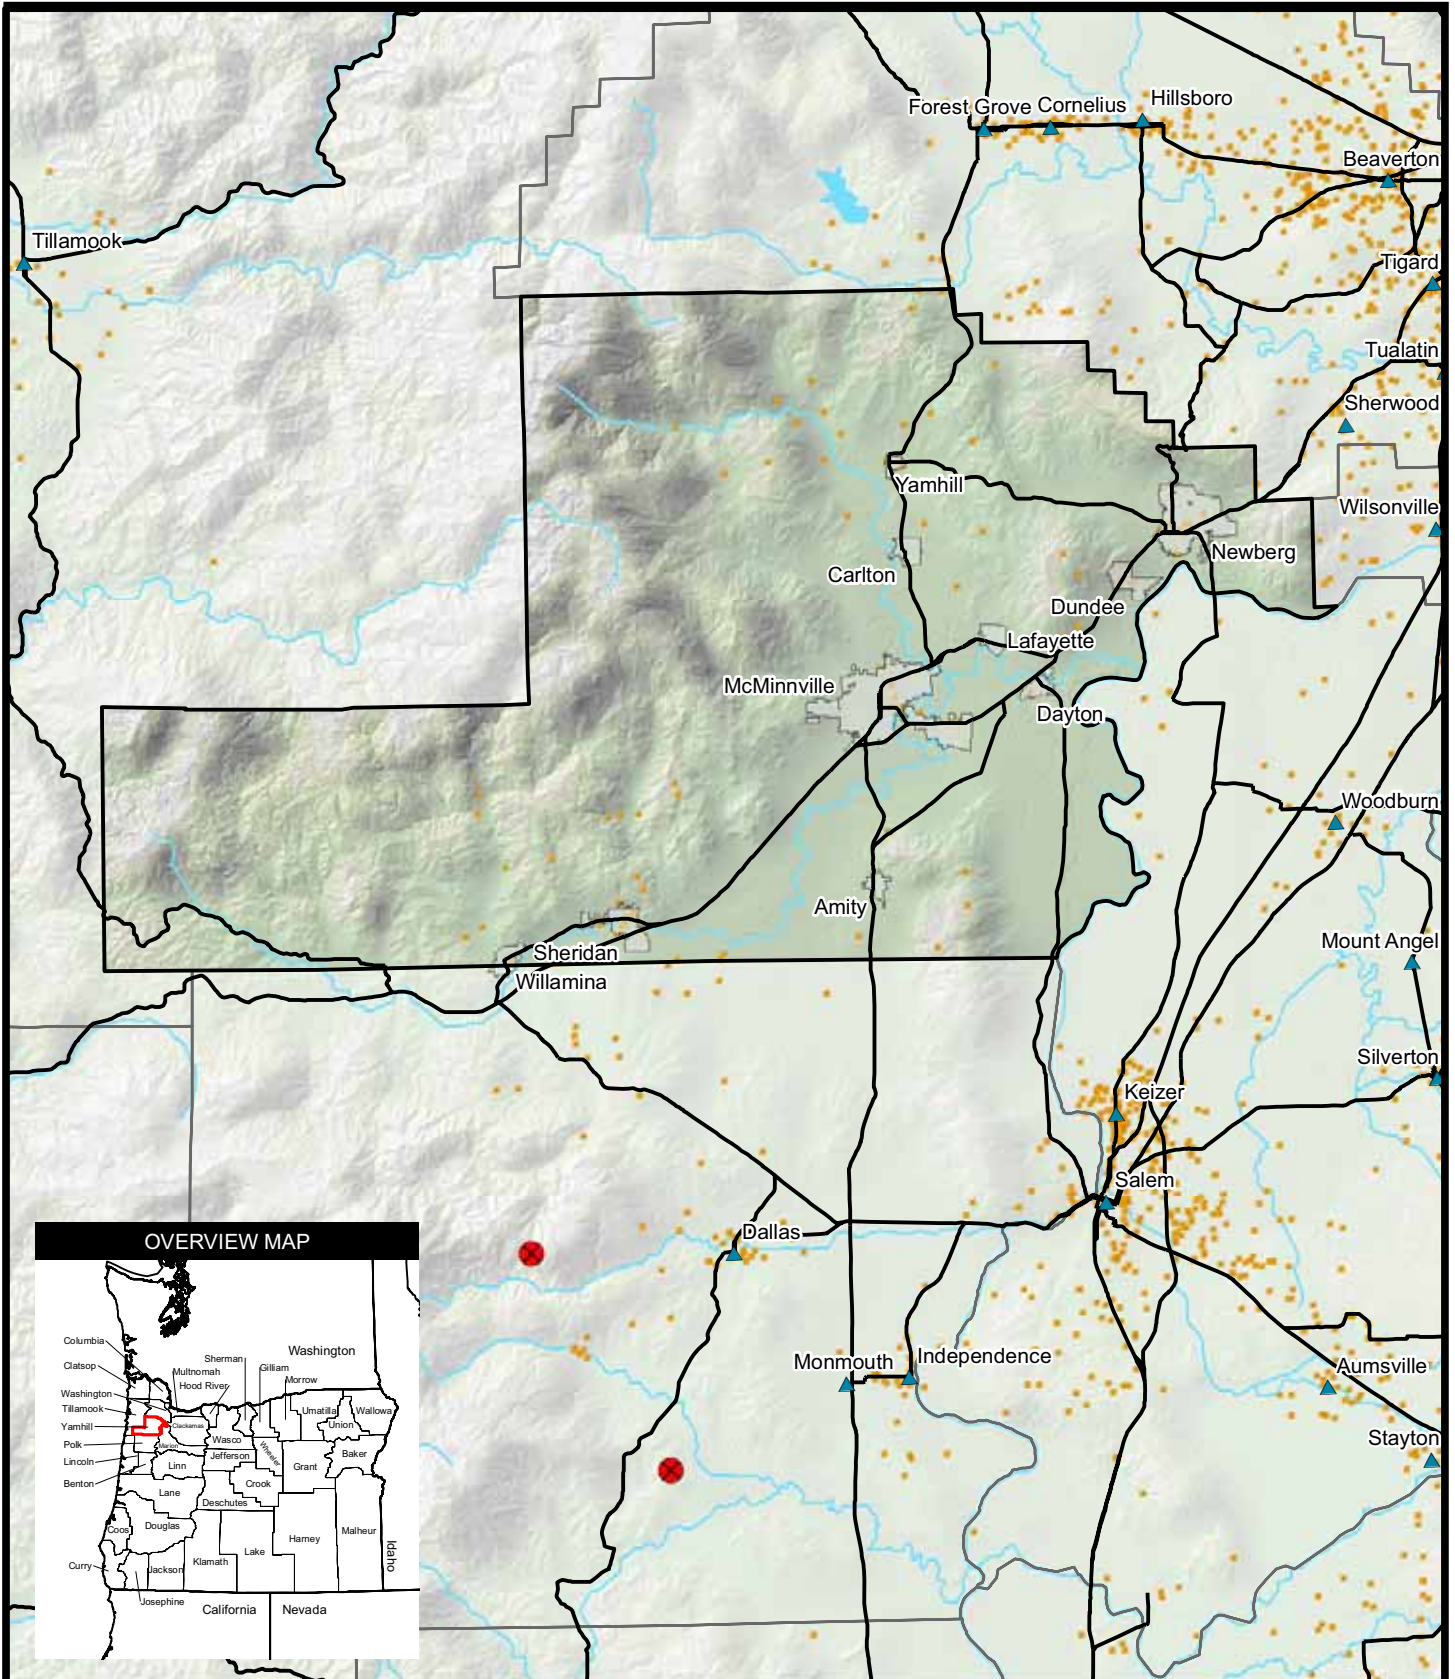 Forest Grove
Cornelius
Hillsboro
Beaverton
Tillamook
Tigard
Tualatin
Sherwood
Yamhill
Wilsonville
Newberg
Carlton
Dundee
Lafayette
McMinnville
Dayton
Woodburn
Amity
Mount Angel
Sheridan
Willamina
Silverton
Keizer
Salem
Dallas
Monmouth
Independence
Aumsville
Stayton
OVERVIEW MAP
Columbia
Clatsop
Washington
Tillamook
Yamhill
Polk
Lincoln
Benton
Multnomah
Hood River
Sherman
Gilliam
Morrow
Washington
Umatilla
Wallowa
Union
Clackamas
Wasco
Marion
Jefferson
Wheeler
Baker
Grant
Linn
Crook
Lane
Deschutes
Coos
Douglas
Harney
Malheur
Lake
Klamath
Curry
Jackson
Josephine
Idaho
California
Nevada